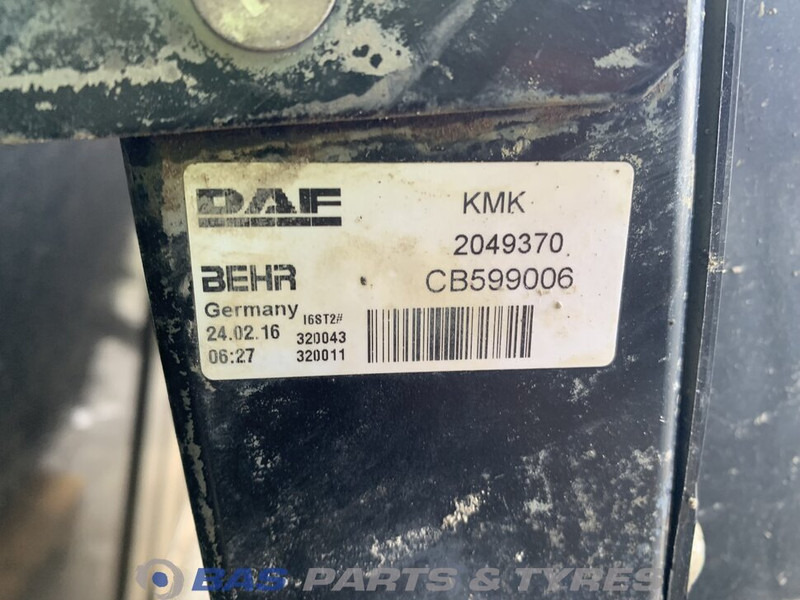 DAF KMK
2049370
BEHR CB599006
Germany I6ST2#
24.02.16 320043
06:27 320011
BAS PARTS & TYRES